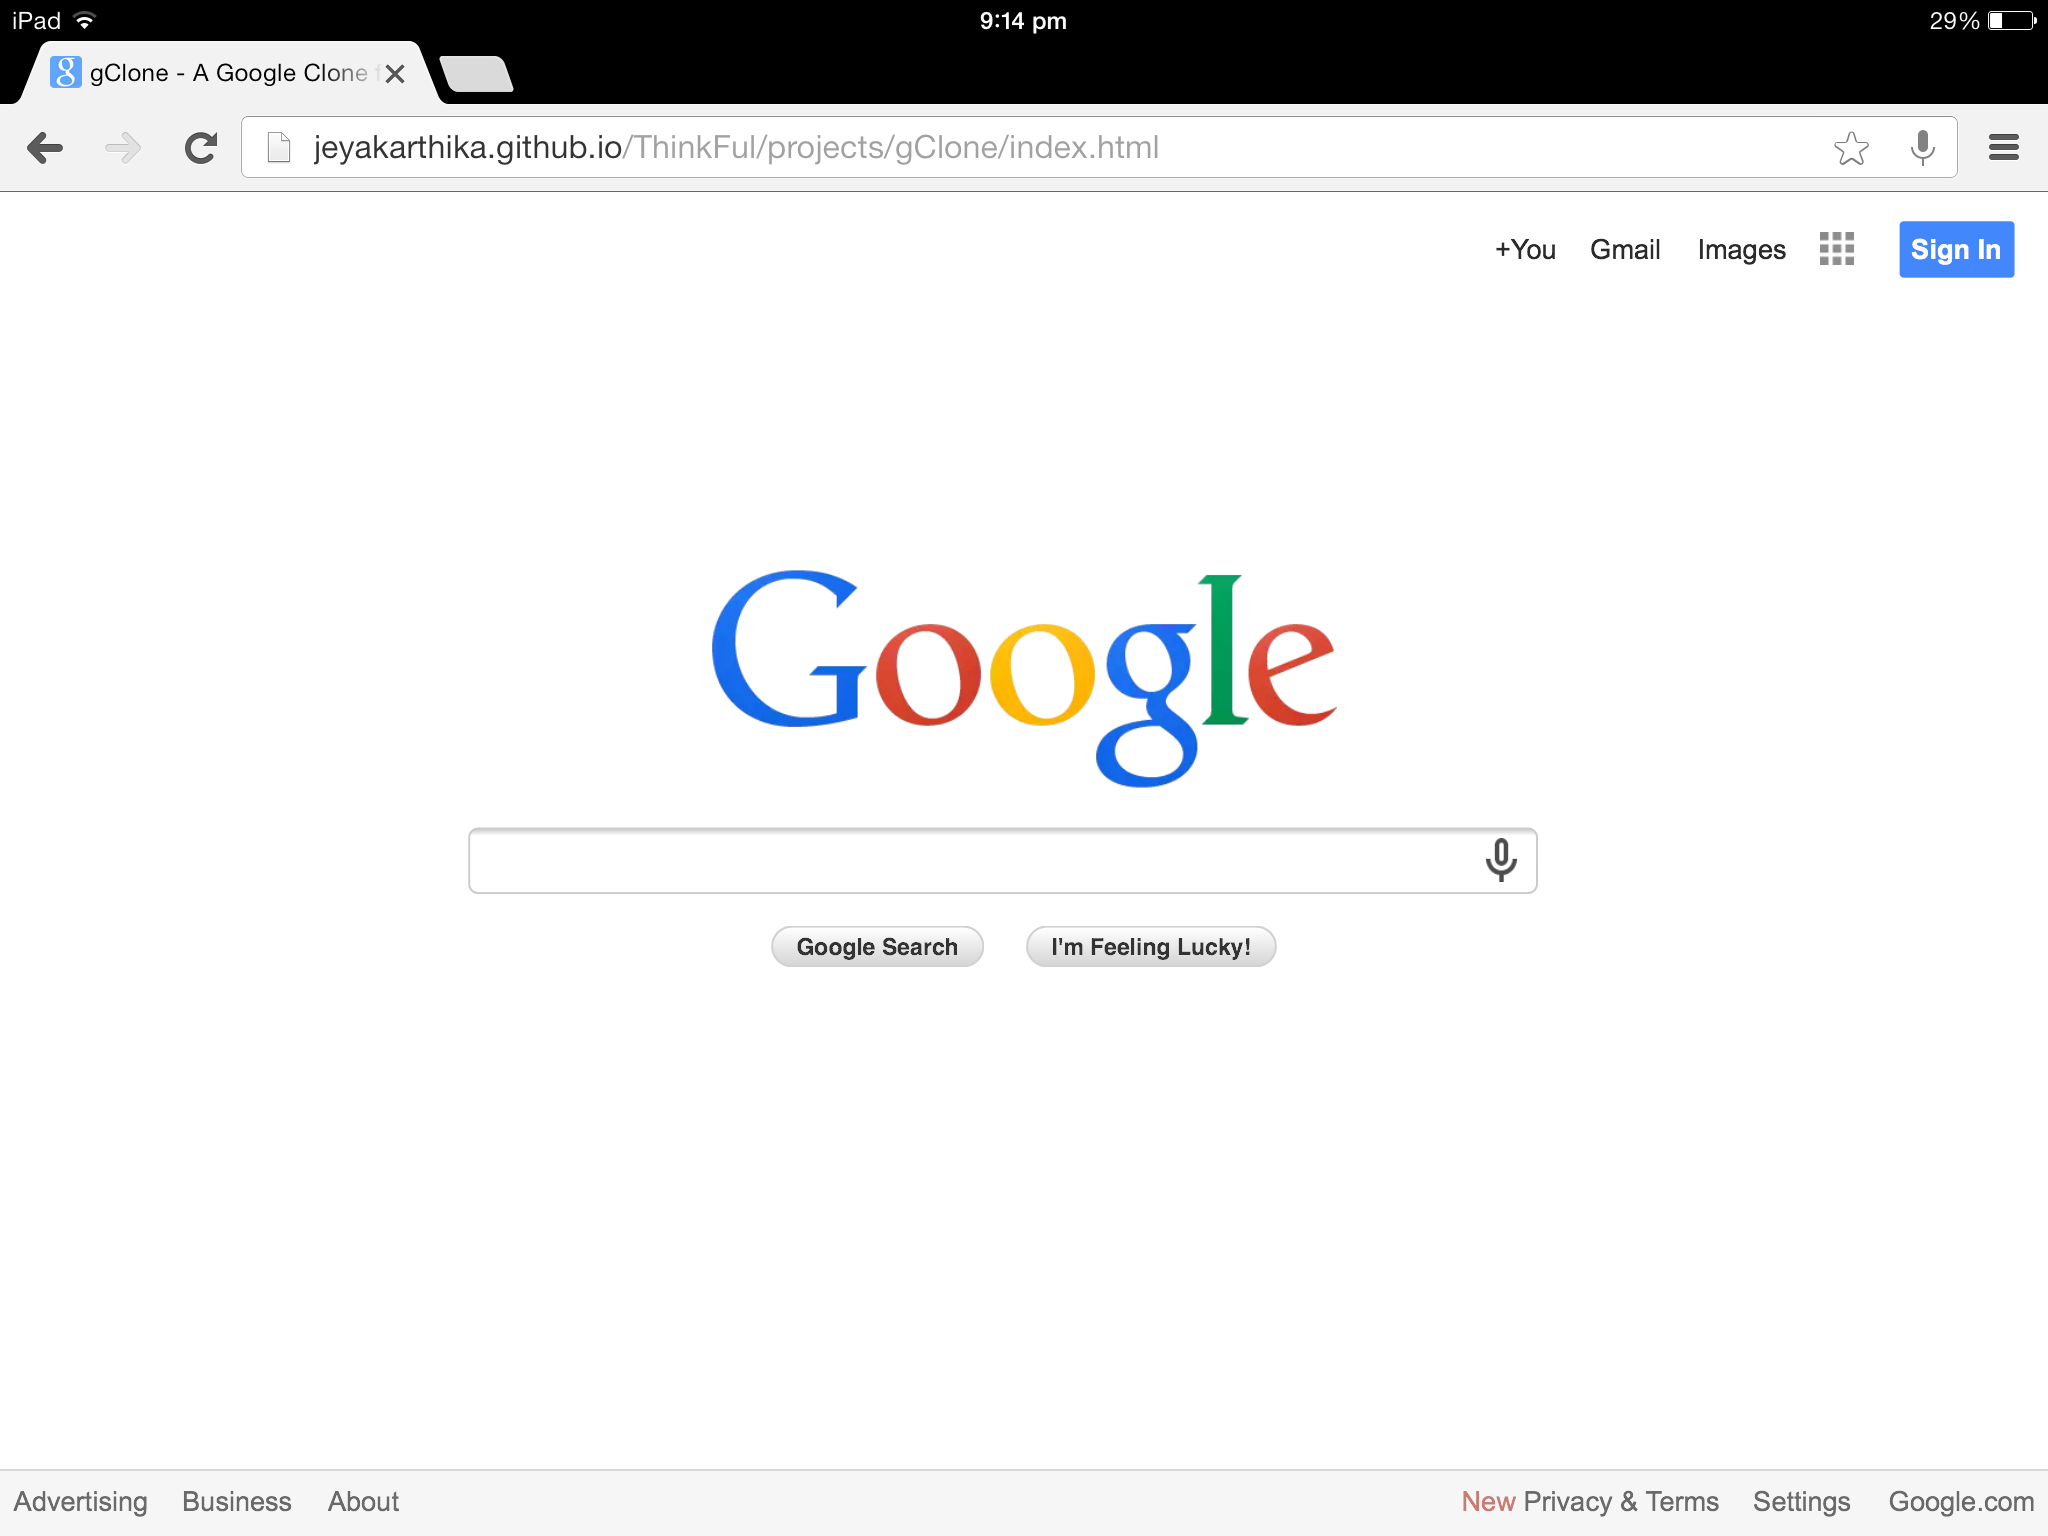 iPad 9:14 pm 29%
gClone - A Google Clone
jeyakarthika.github.io/ThinkFul/projects/gClone/index.html
+You Gmail Images Sign In
Google
Google Search I'm Feeling Lucky!
Advertising Business About New Privacy & Terms Settings Google.com